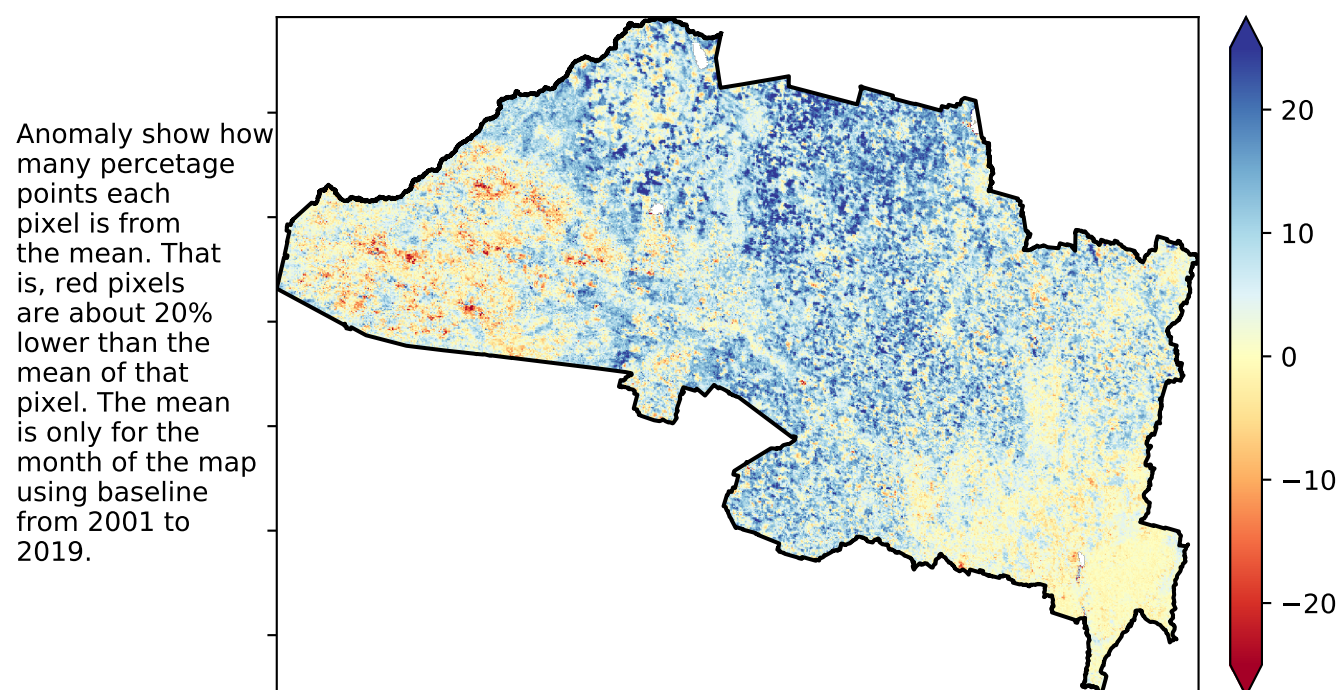 Anomaly show how
many percetage
points each
pixel is from
the mean. That
is, red pixels
are about 20%
lower than the
mean of that
pixel. The mean
is only for the
month of the map
using baseline
from 2001 to
2019.
20
10
0
−10
−20